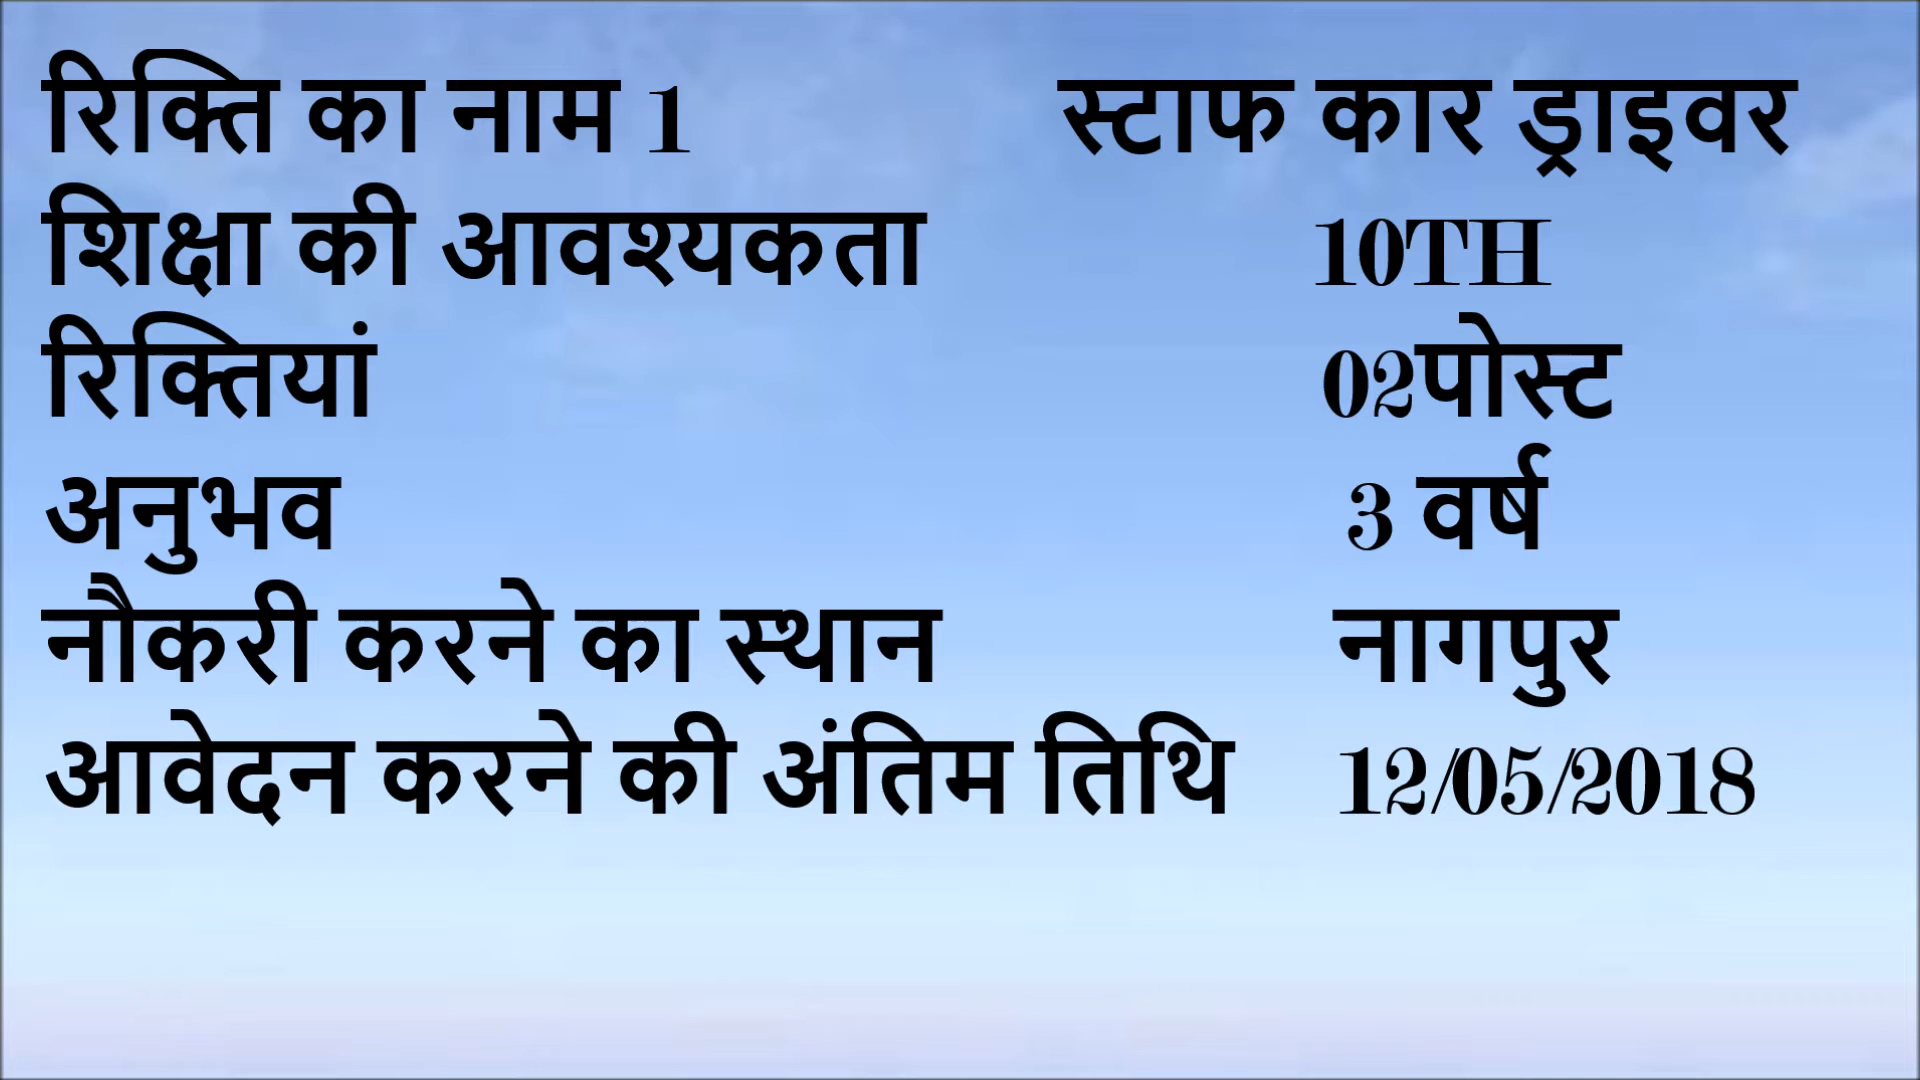 रिक्ति का नाम 1 स्टाफ कार ड्राइवर
शिक्षा की आवश्यकता 10TH
रिक्तियां 02पोस्ट
अनुभव 3 वर्ष
नौकरी करने का स्थान नागपुर
आवेदन करने की अंतिम तिथि 12/05/2018